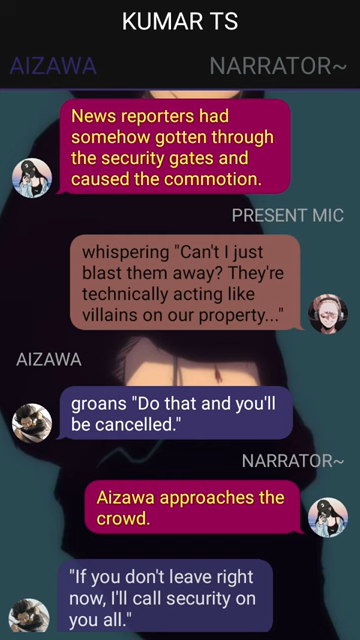 KUMAR TS
AIZAWA
NARRATOR~
News reporters had
somehow gotten through
the security gates and
caused the commotion.
PRESENT MIC
whispering "Can't I just
blast them away? They're
technically acting like
villains on our property..."
AIZAWA
groans "Do that and you'll
be cancelled."
NARRATOR~
Aizawa approaches the
crowd.
"If you don't leave right
now, I'll call security on
you all."